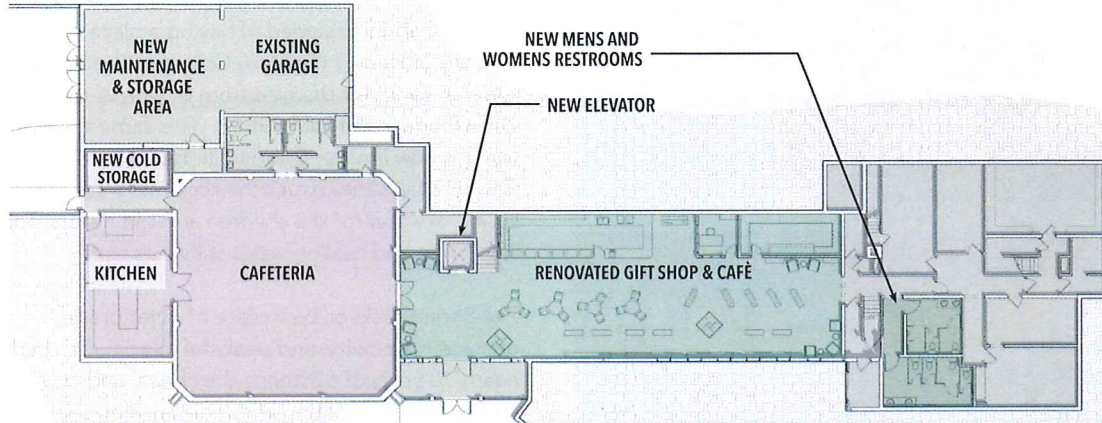 NEW
MAINTENANCE
& STORAGE
AREA
EXISTING
GARAGE
NEW MENS AND
WOMENS RESTROOMS
NEW ELEVATOR
NEW COLD
STORAGE
KITCHEN
CAFETERIA
RENOVATED GIFT SHOP & CAFÈ